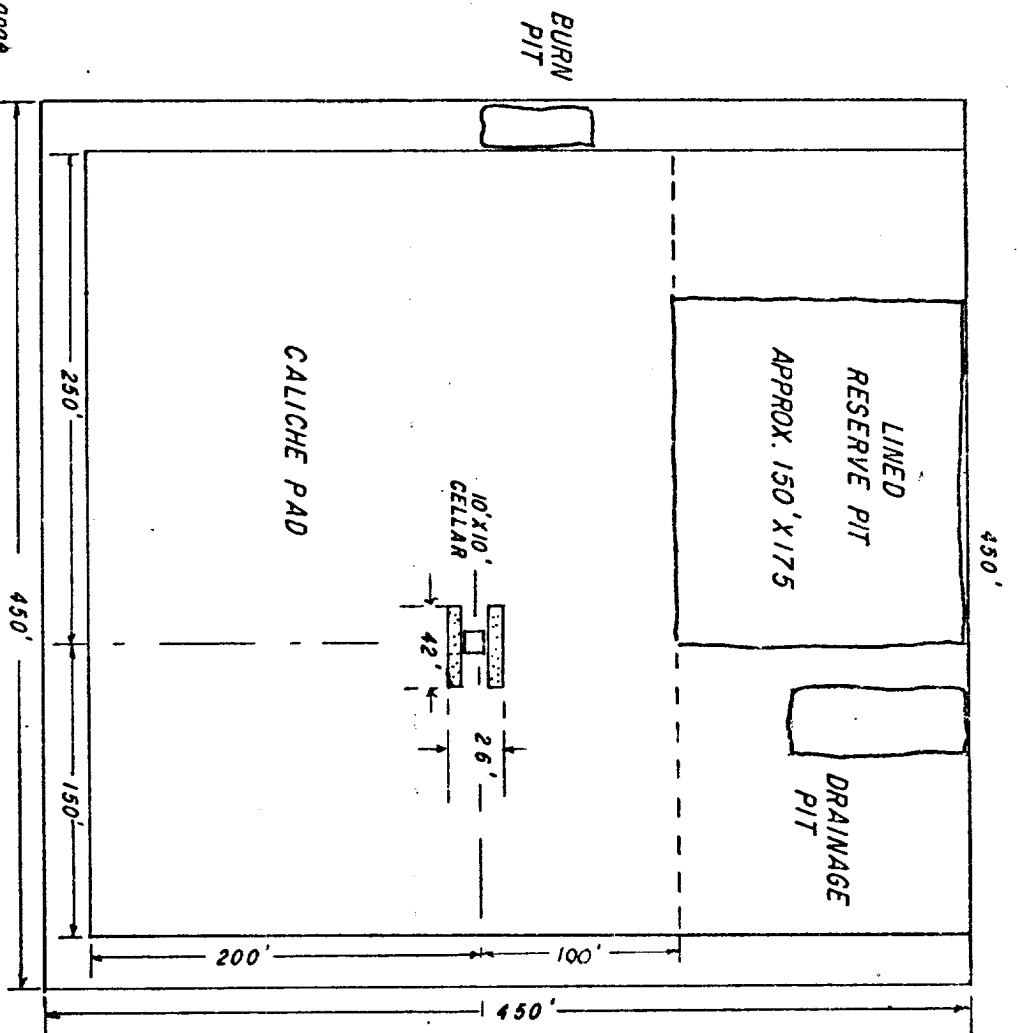 BURN
PIT
450'
LINED
RESERVE PIT
APPROX. 150' X 175
DRAINAGE
PIT
CALICHE PAD
10' X 10'
CELLAR
42'
26'
250'
150'
200'
100'
450'
450'